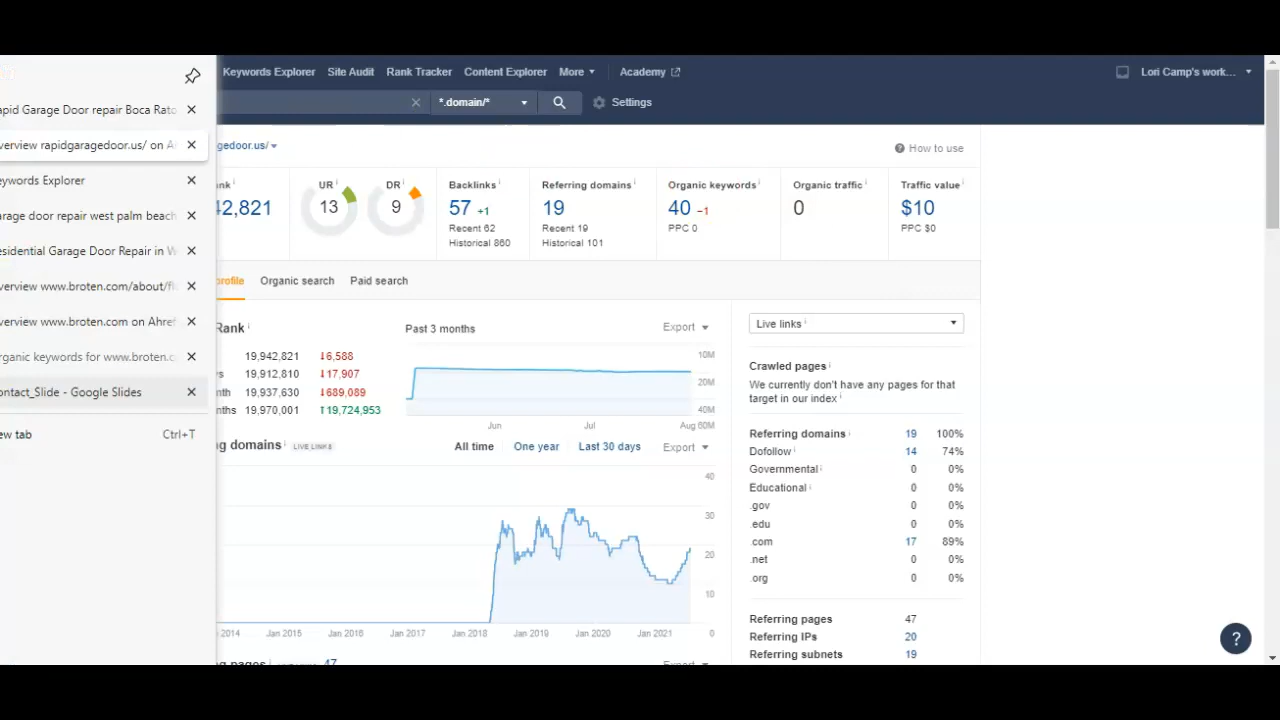 Keywords Explorer Site Audit Rank Tracker Content Explorer More Academy Lori Camp's work...
*.domain/* Settings
apid Garage Door repair Boca Rato
verview rapidgaragedoor.us/ on A
eywords Explorer
arage door repair west palm beach
esidential Garage Door Repair in W
verview www.broten.com/about/fl
verview www.broten.com on Ahref
rganic keywords for www.broten.c
ontact_Slide - Google Slides
ew tab Ctrl+T
gedoor.us/ How to use
nk UR DR Backlinks Referring domains Organic keywords Organic traffic Traffic value
42,821 13 9 57 +1 19 40 −1 0 $10
Recent 62 Recent 19 PPC 0 PPC $0
Historical 860 Historical 101
profile Organic search Paid search
Rank Past 3 months Export
19,942,821 ↓6,588
19,912,810 ↓17,907
nth 19,937,630 ↓689,089
nths 19,970,001 ↑19,724,953
10M
20M
40M
60M
Jun Jul Aug
g domains LIVE LINKS All time One year Last 30 days Export
40
30
20
10
0
2014 Jan 2015 Jan 2016 Jan 2017 Jan 2018 Jan 2019 Jan 2020 Jan 2021
47 Export
Live links
Crawled pages
We currently don't have any pages for that
target in our index
Referring domains 19 100%
Dofollow 14 74%
Governmental 0 0%
Educational 0 0%
.gov 0 0%
.edu 0 0%
.com 17 89%
.net 0 0%
.org 0 0%
Referring pages 47
Referring IPs 20
Referring subnets 19
?